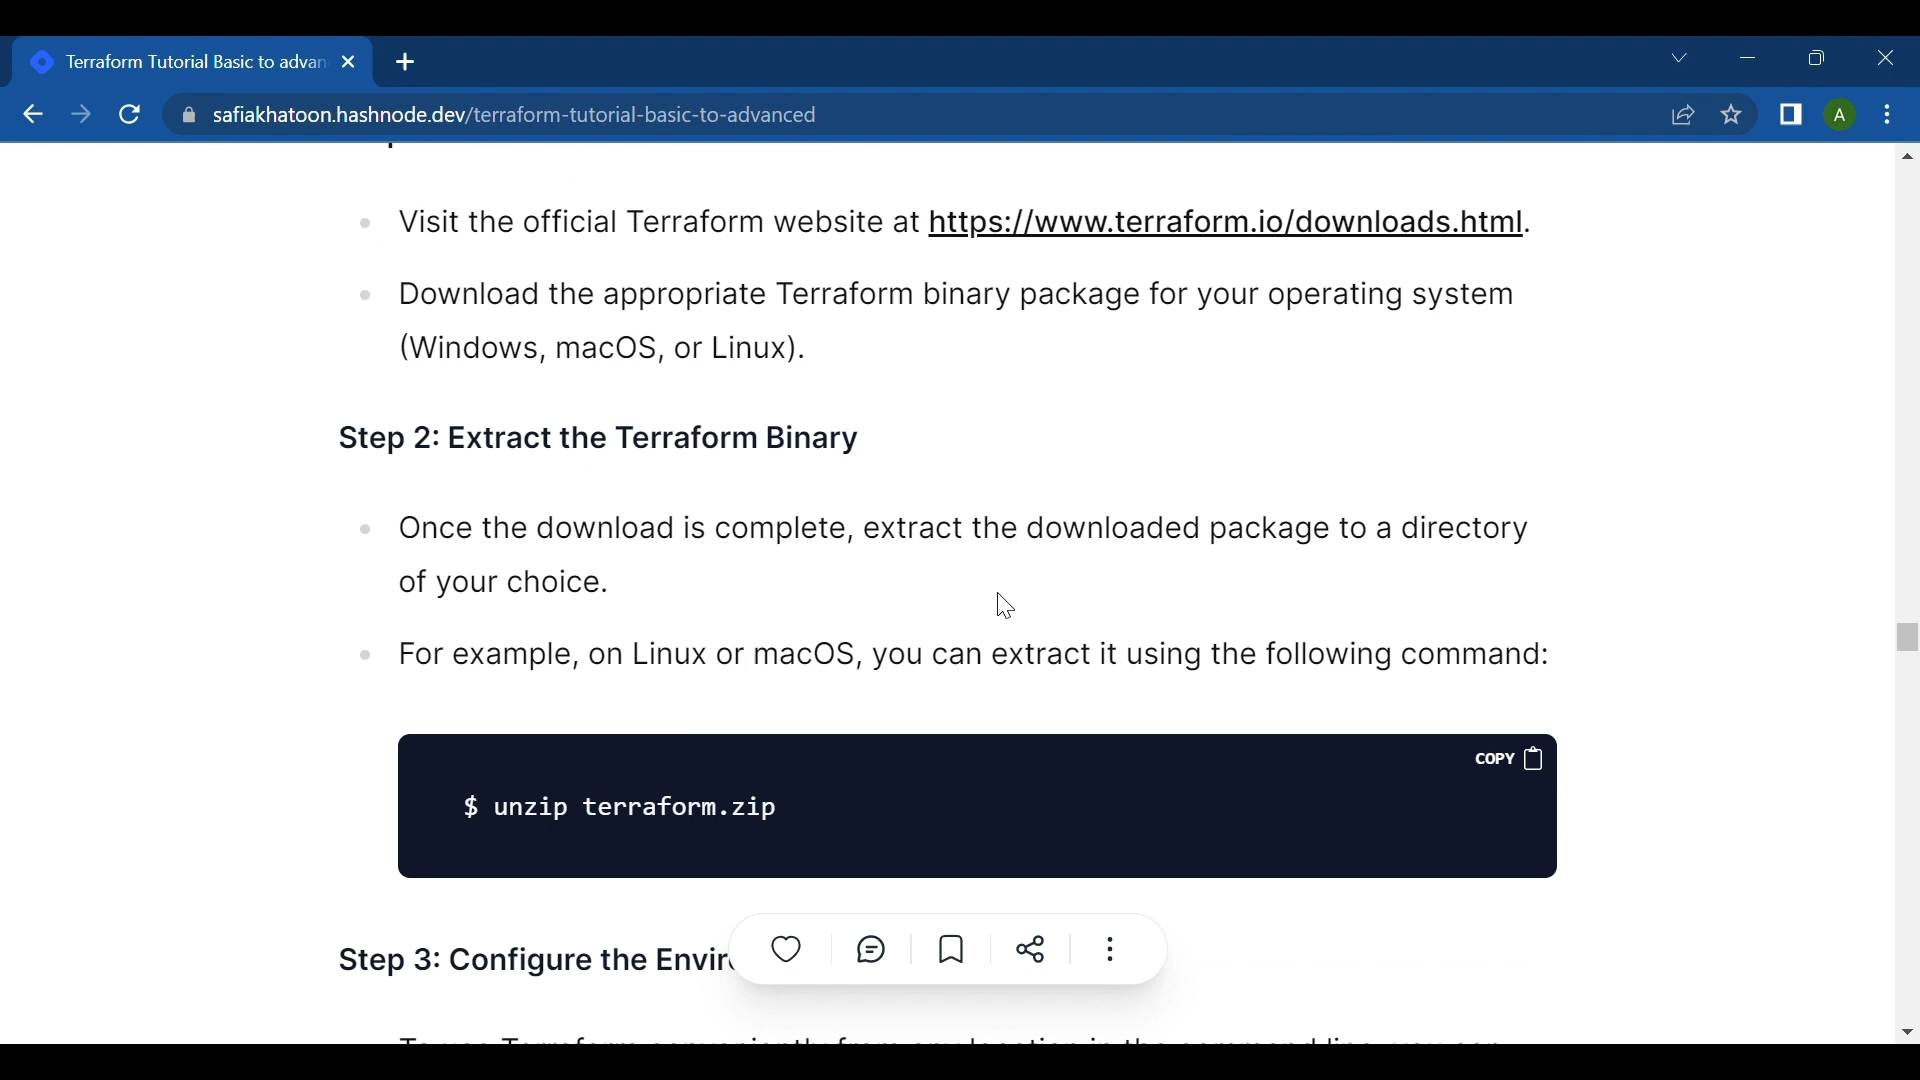 Terraform Tutorial Basic to advan
safiakhatoon.hashnode.dev/terraform-tutorial-basic-to-advanced
A
Visit the official Terraform website at https://www.terraform.io/downloads.html.
Download the appropriate Terraform binary package for your operating system
(Windows, macOS, or Linux).
Step 2: Extract the Terraform Binary
Once the download is complete, extract the downloaded package to a directory
of your choice.
For example, on Linux or macOS, you can extract it using the following command:
COPY
$ unzip terraform.zip
Step 3: Configure the Enviro